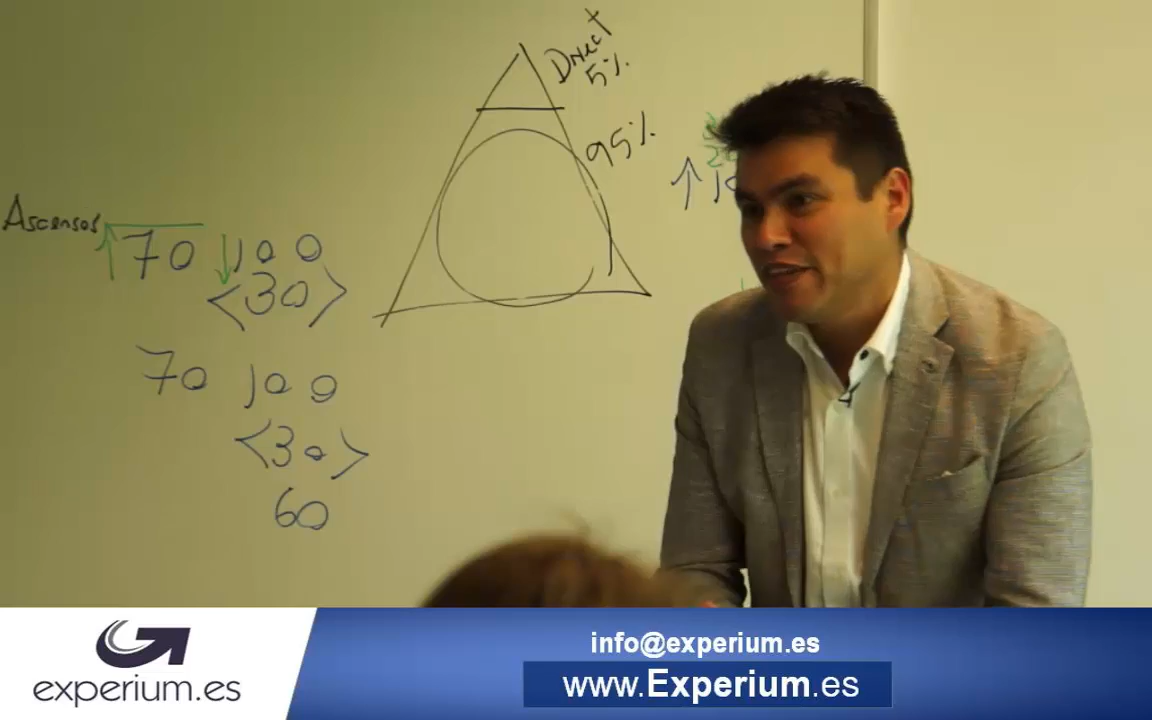 Direct
5%
95%
Ascensos
70 100
<30>
70 100
<30>
60
experium.es
info@experium.es
www.Experium.es